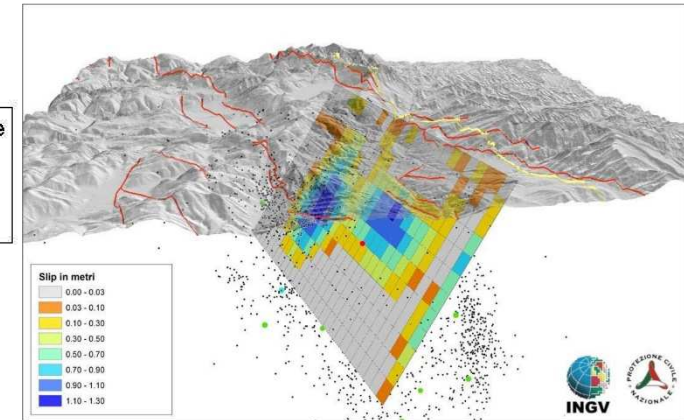 e
Slip in metri
0.00 - 0.03
0.03 - 0.10
0.10 - 0.30
0.30 - 0.50
0.50 - 0.70
0.70 - 0.90
0.90 - 1.10
1.10 - 1.30
INGV
PROTEZIONE CIVILE
NAZIONALE